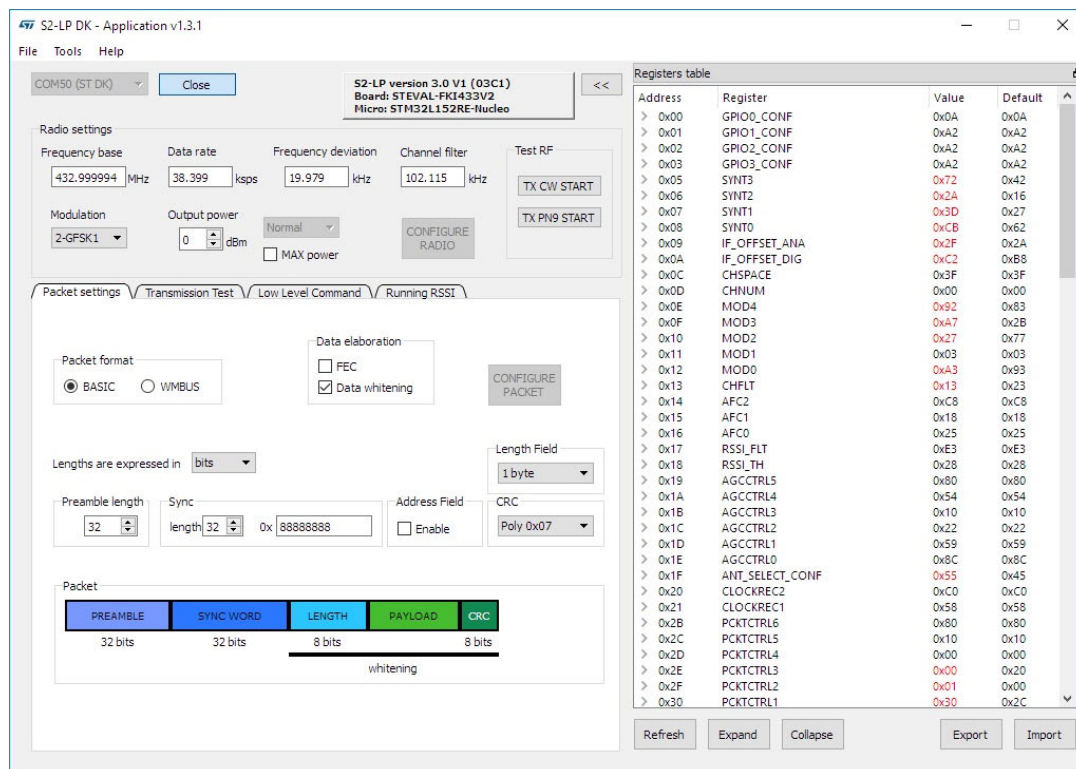 S2-LP DK - Application v1.3.1
File Tools Help
COM50 (ST DK)
Close
S2-LP version 3.0 V1 (03C1)
Board: STEVAL-FKI433V2
Micro: STM32L152RE-Nucleo
<<
Radio settings
Frequency base Data rate Frequency deviation Channel filter
432.999994 MHz 38.399 ksps 19.979 kHz 102.115 kHz
Modulation Output power
2-GFSK1 0 dBm Normal
MAX power
CONFIGURE
RADIO
Test RF
TX CW START
TX PN9 START
Packet settings Transmission Test Low Level Command Running RSSI
Packet format
BASIC WMBUS
Data elaboration
FEC
Data whitening
CONFIGURE
PACKET
Lengths are expressed in bits
Length Field
1 byte
Preamble length
32
Sync
length 32 0x 88888888
Address Field
Enable
CRC
Poly 0x07
Packet
PREAMBLE SYNC WORD LENGTH PAYLOAD CRC
32 bits 32 bits 8 bits 8 bits
whitening
Registers table
Address Register Value Default
0x00 GPIO0_CONF 0x0A 0x0A
0x01 GPIO1_CONF 0xA2 0xA2
0x02 GPIO2_CONF 0xA2 0xA2
0x03 GPIO3_CONF 0xA2 0xA2
0x05 SYNT3 0x72 0x42
0x06 SYNT2 0x2A 0x16
0x07 SYNT1 0x3D 0x27
0x08 SYNT0 0xCB 0x62
0x09 IF_OFFSET_ANA 0x2F 0x2A
0x0A IF_OFFSET_DIG 0xC2 0xB8
0x0C CHSPACE 0x3F 0x3F
0x0D CHNUM 0x00 0x00
0x0E MOD4 0x92 0x83
0x0F MOD3 0xA7 0x2B
0x10 MOD2 0x27 0x77
0x11 MOD1 0x03 0x03
0x12 MOD0 0xA3 0x93
0x13 CHFLT 0x13 0x23
0x14 AFC2 0xC8 0xC8
0x15 AFC1 0x18 0x18
0x16 AFC0 0x25 0x25
0x17 RSSI_FLT 0xE3 0xE3
0x18 RSSI_TH 0x28 0x28
0x19 AGCCTRL5 0x80 0x80
0x1A AGCCTRL4 0x54 0x54
0x1B AGCCTRL3 0x10 0x10
0x1C AGCCTRL2 0x22 0x22
0x1D AGCCTRL1 0x59 0x59
0x1E AGCCTRL0 0x8C 0x8C
0x1F ANT_SELECT_CONF 0x55 0x45
0x20 CLOCKREC2 0xC0 0xC0
0x21 CLOCKREC1 0x58 0x58
0x2B PCKTCTRL6 0x80 0x80
0x2C PCKTCTRL5 0x10 0x10
0x2D PCKTCTRL4 0x00 0x00
0x2E PCKTCTRL3 0x00 0x20
0x2F PCKTCTRL2 0x01 0x00
0x30 PCKTCTRL1 0x30 0x2C
Refresh Expand Collapse Export Import